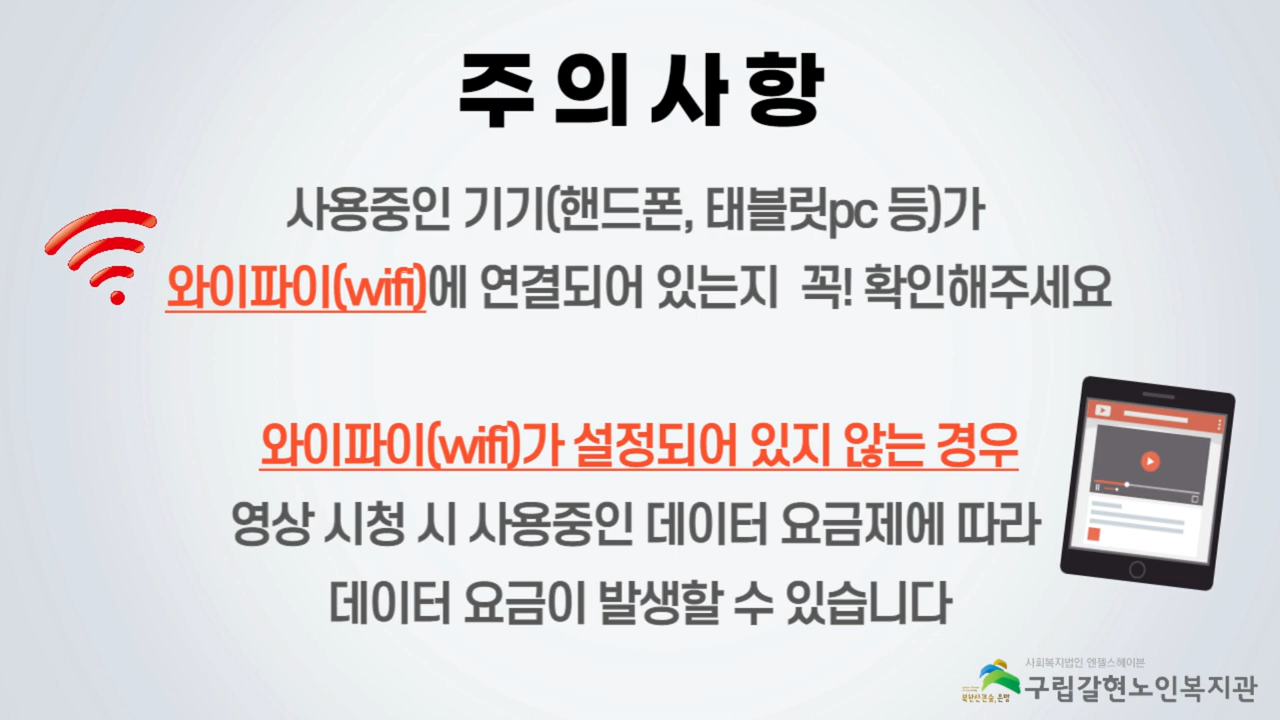 주의사항
사용중인 기기(핸드폰, 태블릿pc 등)가
와이파이(wifi)에 연결되어 있는지 꼭! 확인해주세요
와이파이(wifi)가 설정되어 있지 않는 경우
영상 시청 시 사용중인 데이터 요금제에 따라
데이터 요금이 발생할 수 있습니다
사회복지법인 엔젤스헤이븐
구립갈현노인복지관